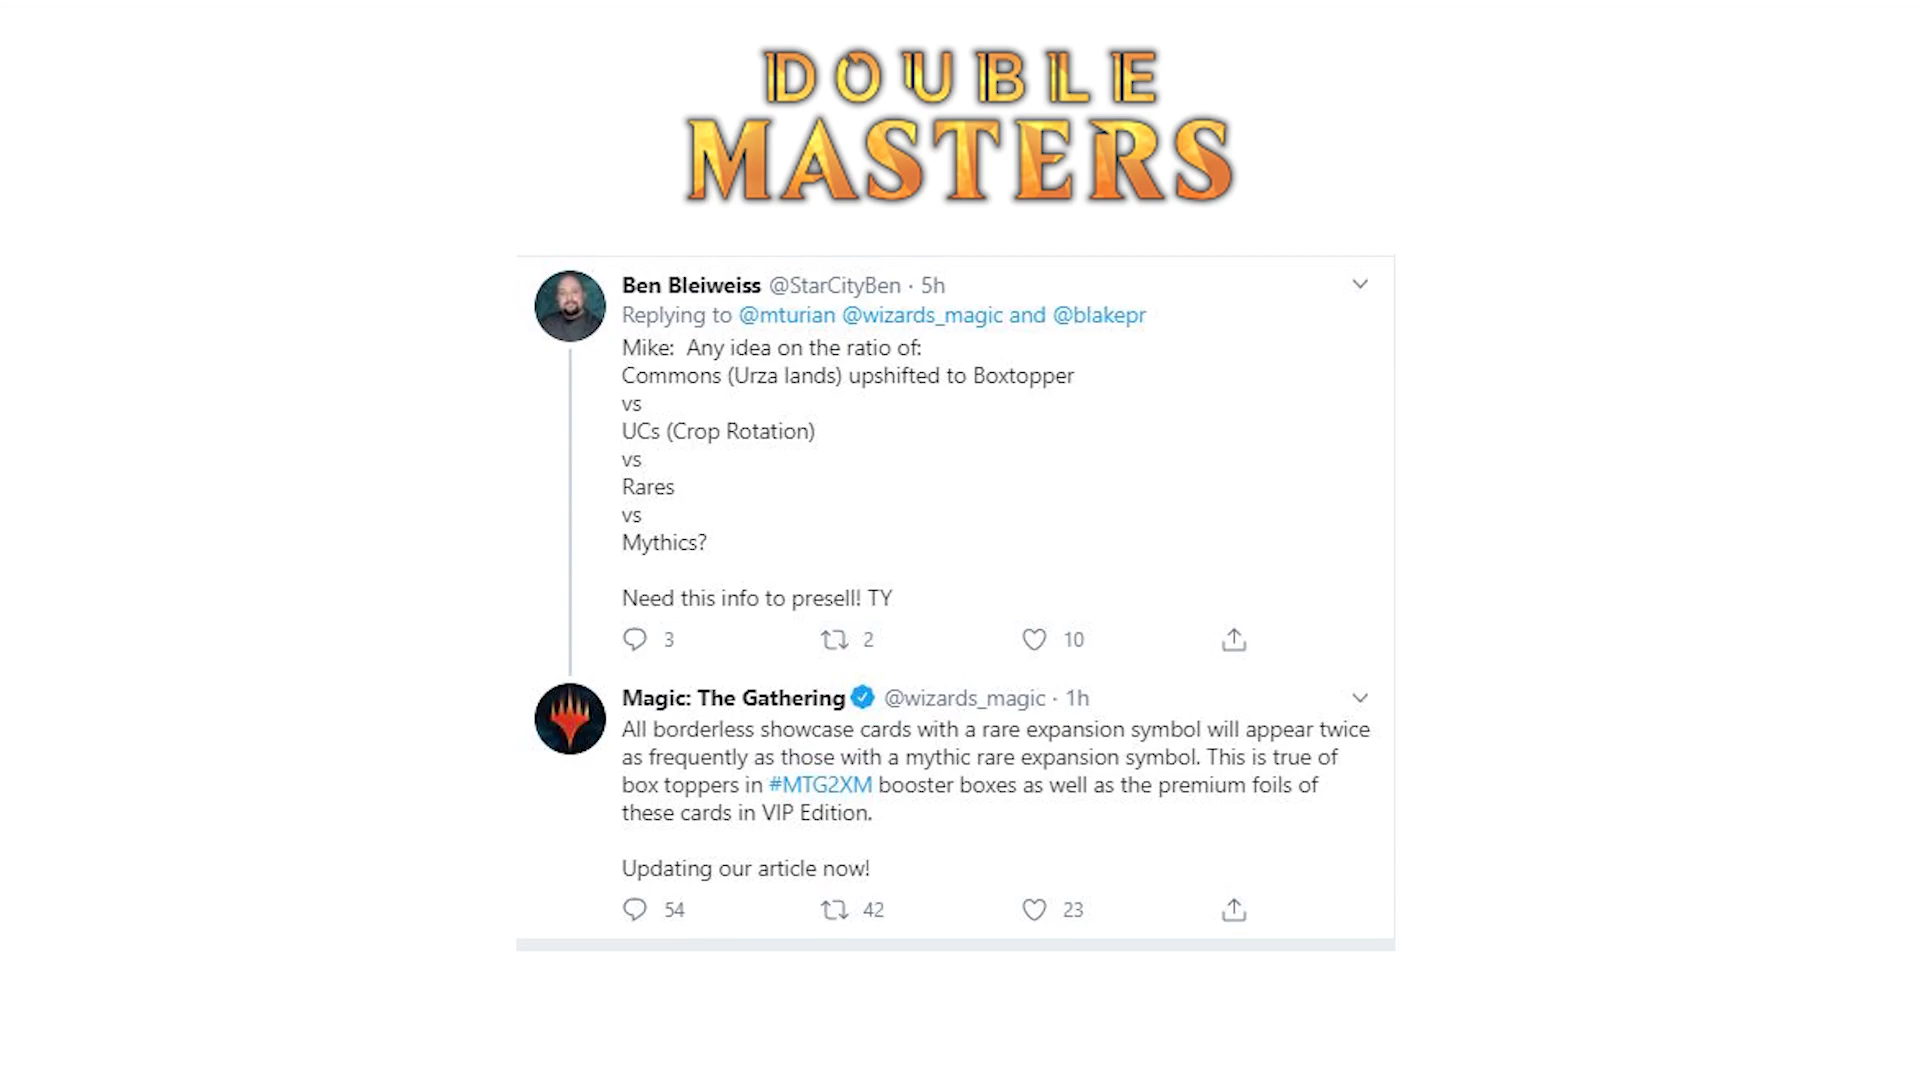 DOUBLE
MASTERS
Ben Bleiweiss @StarCityBen · 5h
Replying to @mturian @wizards_magic and @blakepr
Mike:  Any idea on the ratio of:
Commons (Urza lands) upshifted to Boxtopper
vs
UCs (Crop Rotation)
vs
Rares
vs
Mythics?
Need this info to presell! TY
3 2 10
Magic: The Gathering @wizards_magic · 1h
All borderless showcase cards with a rare expansion symbol will appear twice
as frequently as those with a mythic rare expansion symbol. This is true of
box toppers in #MTG2XM booster boxes as well as the premium foils of
these cards in VIP Edition.
Updating our article now!
54 42 23